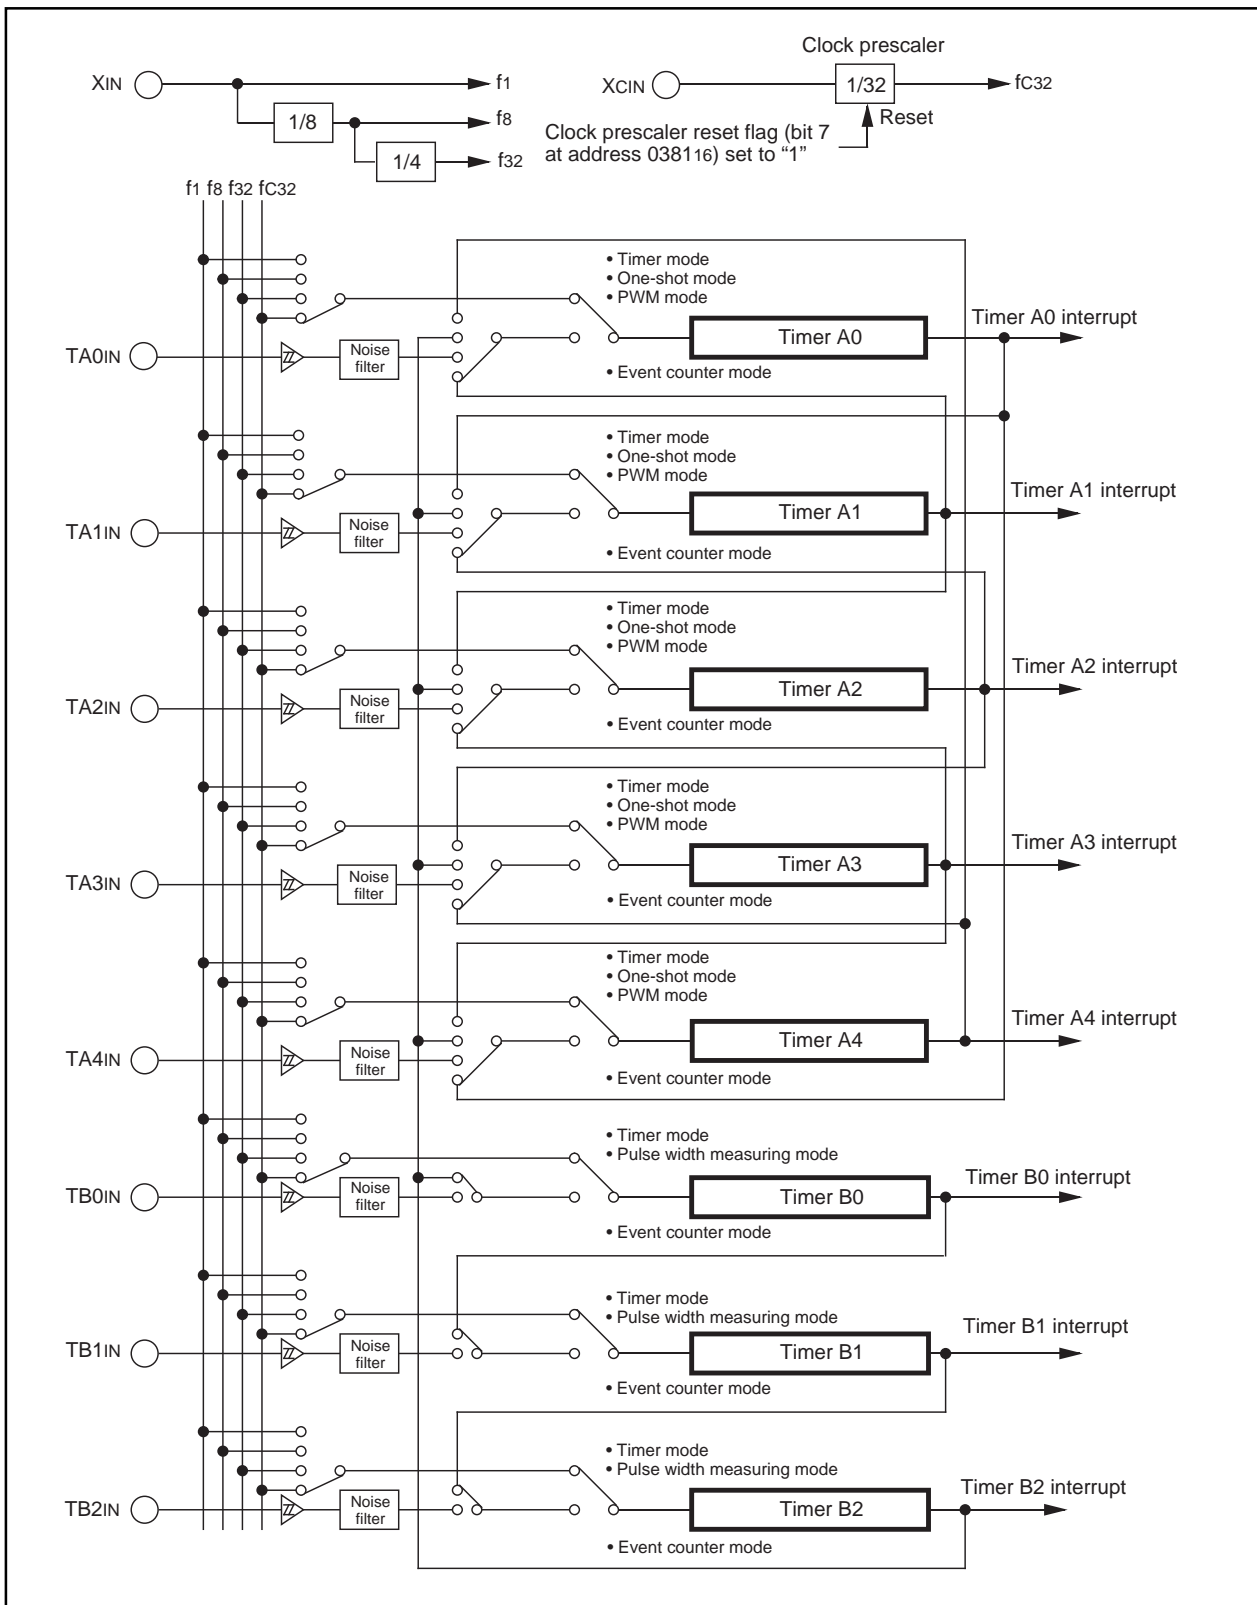 Clock prescaler
XIN
f1
XCIN
1/32
fC32
1/8
f8
Reset
Clock prescaler reset flag (bit 7
at address 038116) set to “1”
1/4
f32
f1 f8 f32 fC32
• Timer mode
• One-shot mode
• PWM mode
Timer A0 interrupt
TA0IN
Noise
filter
Timer A0
• Event counter mode
• Timer mode
• One-shot mode
• PWM mode
Timer A1 interrupt
TA1IN
Noise
filter
Timer A1
• Event counter mode
• Timer mode
• One-shot mode
• PWM mode
Timer A2 interrupt
TA2IN
Noise
filter
Timer A2
• Event counter mode
• Timer mode
• One-shot mode
• PWM mode
Timer A3 interrupt
TA3IN
Noise
filter
Timer A3
• Event counter mode
• Timer mode
• One-shot mode
• PWM mode
Timer A4 interrupt
TA4IN
Noise
filter
Timer A4
• Event counter mode
• Timer mode
• Pulse width measuring mode
Timer B0 interrupt
TB0IN
Noise
filter
Timer B0
• Event counter mode
• Timer mode
• Pulse width measuring mode
Timer B1 interrupt
TB1IN
Noise
filter
Timer B1
• Event counter mode
• Timer mode
• Pulse width measuring mode
Timer B2 interrupt
TB2IN
Noise
filter
Timer B2
• Event counter mode